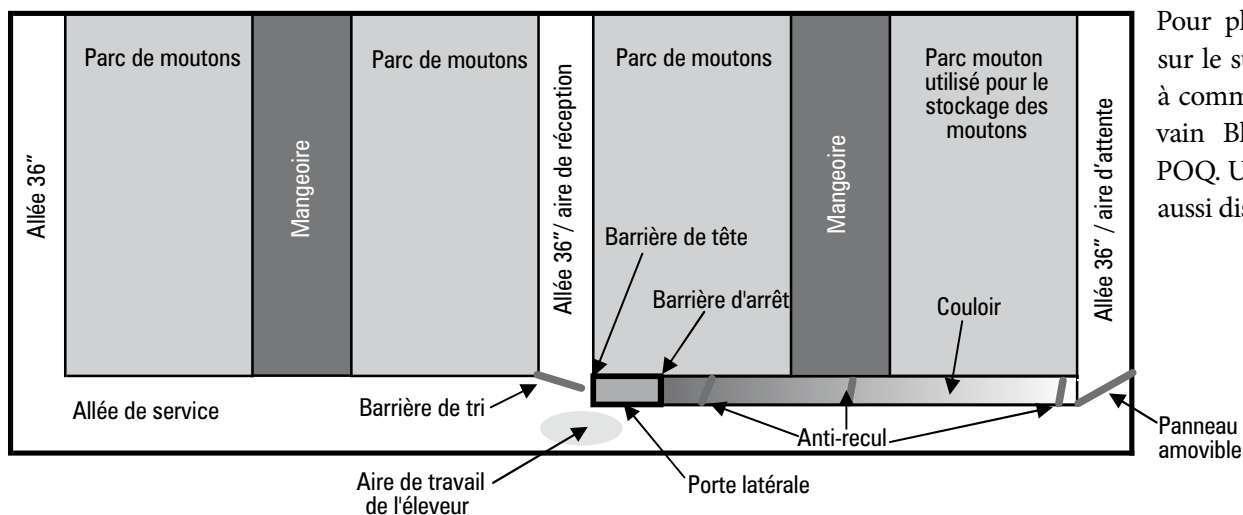 Parc de moutons
Parc de moutons
Parc de moutons
Parc mouton
utilisé pour le
stockage des
moutons
Allée 36"
Mangeoire
Allée 36"/ aire de réception
Mangeoire
Allée 36" / aire d'attente
Barrière de tête
Barrière d'arrêt
Couloir
Allée de service
Barrière de tri
Anti-recul
Panneau
amovible
Aire de travail
de l'éleveur
Porte latérale
Pour pl
sur le s
à comm
vain Bl
POQ. U
aussi dis